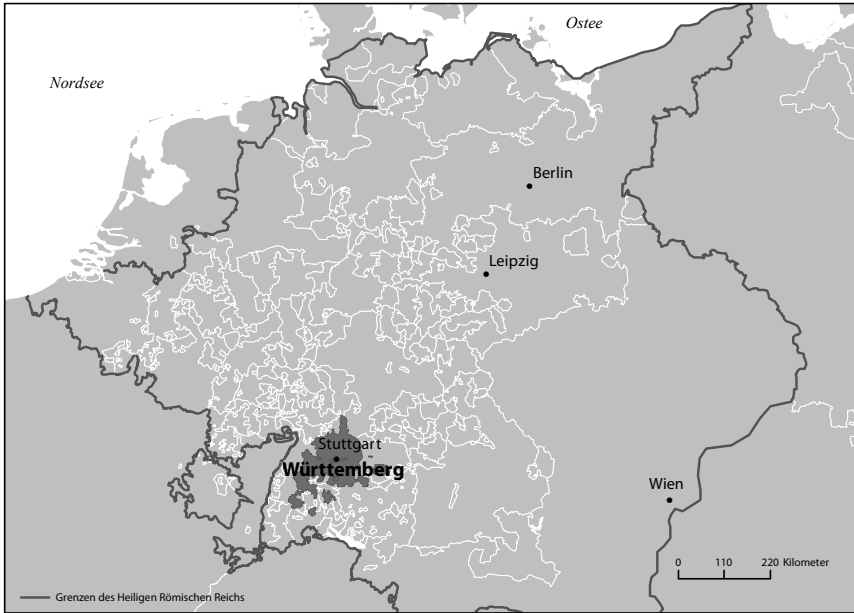 Ostee
Nordsee
Berlin
Leipzig
Stuttgart
Württemberg
Wien
0 110 220 Kilometer
Grenzen des Heiligen Römischen Reichs